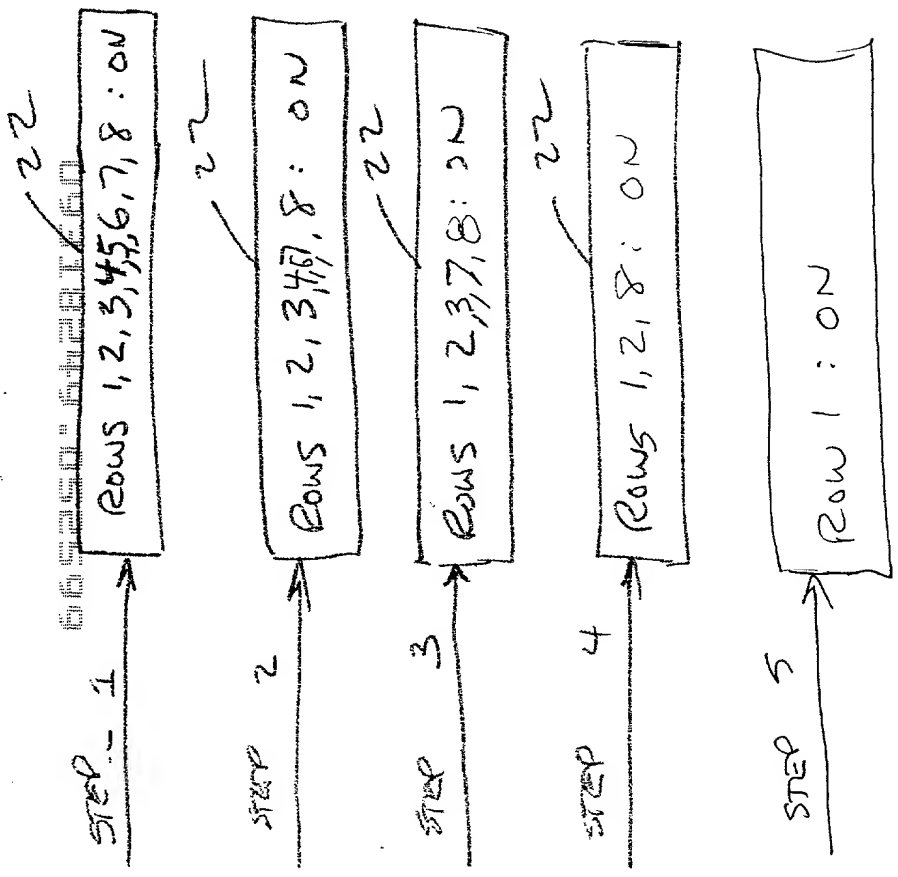 22
STEP - 1 Rows 1,2,3,4,5,6,7,8 : ON
22
STEP 2 Rows 1, 2, 3,4,6,7,8 : ON
22
STEP 3 Rows 1, 2,3,7,8: ON
22
STEP 4 Rows 1,2,8: ON
STEP 5 Row 1 : ON